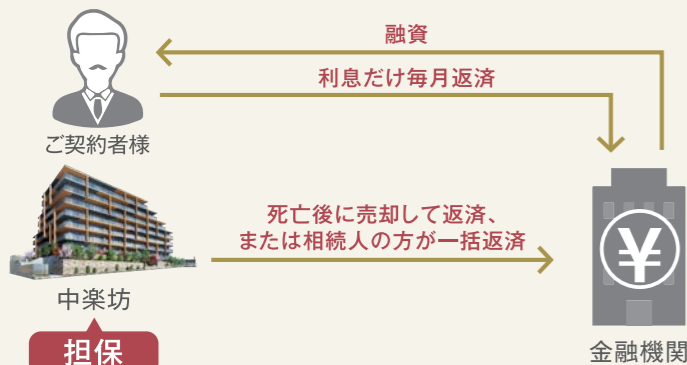 融資
利息だけ毎月返済
ご契約者様
死亡後に売却して返済、
または相続人の方が一括返済
中楽坊
担保
¥
金融機関